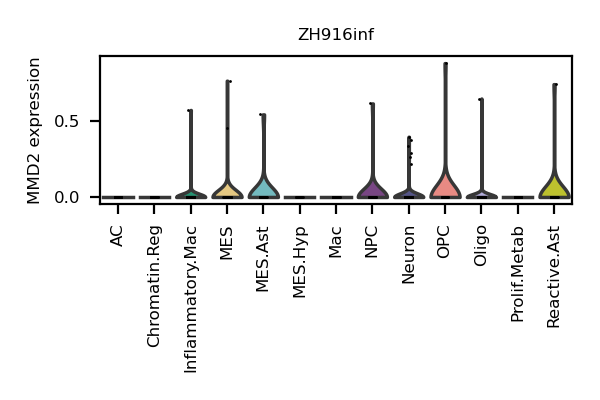 ZH916inf
MMD2 expression
0.5
0.0
AC
Chromatin.Reg
Inflammatory.Mac
MES
MES.Ast
MES.Hyp
Mac
NPC
Neuron
OPC
Oligo
Prolif.Metab
Reactive.Ast